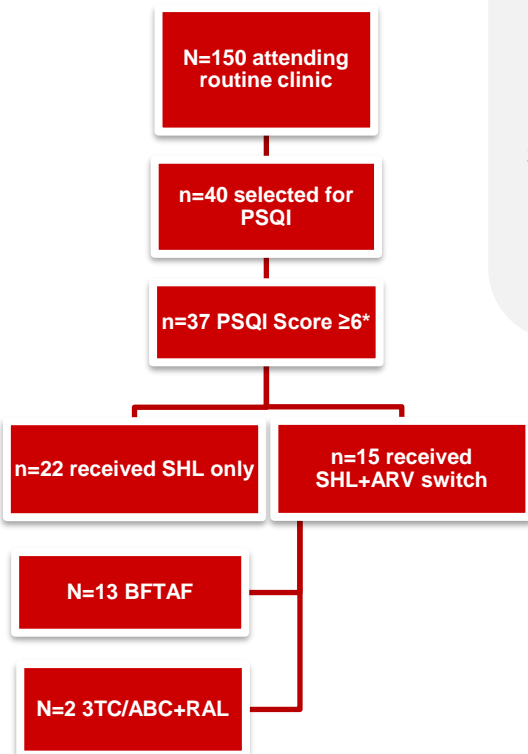 N=150 attending
routine clinic
n=40 selected for
PSQI
n=37 PSQI Score ≥6*
n=22 received SHL only
n=15 received
SHL+ARV switch
N=13 BFTAF
N=2 3TC/ABC+RAL